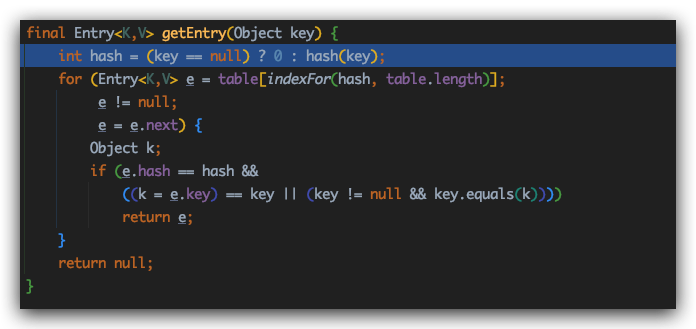 final Entry<K,V> getEntry(Object key) {
    int hash = (key == null) ? 0 : hash(key);
    for (Entry<K,V> e = table[indexFor(hash, table.length)];
         e != null;
         e = e.next) {
        Object k;
        if (e.hash == hash &&
            ((k = e.key) == key || (key != null && key.equals(k))))
            return e;
    }
    return null;
}